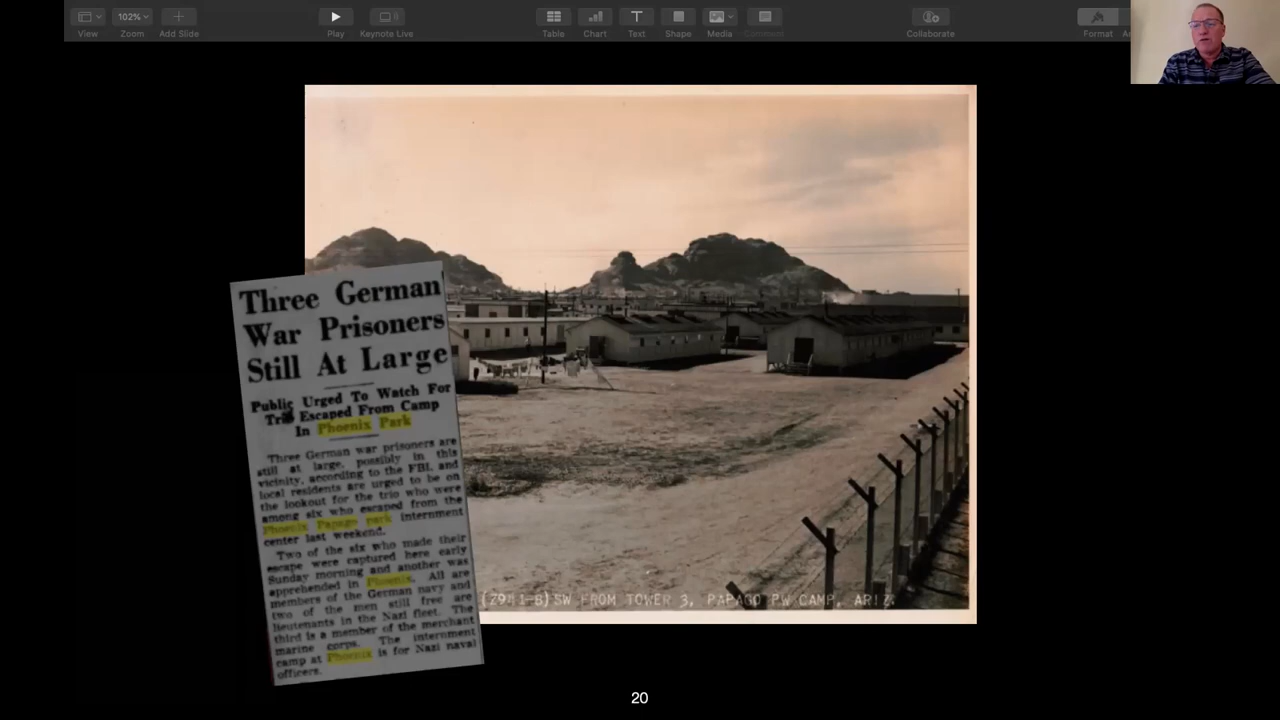 View
102%
Zoom
Add Slide
Play
Keynote Live
Table
Chart
Text
Shape
Media
Comment
Collaborate
Format
Three German
War Prisoners
Still At Large
Public Urged To Watch For
Trio Escaped From Camp
In Phoenix Park
Three German war prisoners are
still at large, possibly in this
vicinity, according to the FBI, and
local residents are urged to be on
the lookout for the trio who were
among six who escaped from the
Phoenix Papago park internment
center last weekend.
Two of the six who made their
escape were captured here early
Sunday morning and another was
apprehended in Phoenix. All are
members of the German navy and
two of the men still free are
lieutenants in the Nazi fleet. The
third is a member of the merchant
marine corps. The internment
camp at Phoenix is for Nazi naval
officers.
(Z941-8) SW FROM TOWER 3, PAPAGO PW CAMP, ARIZ.
20